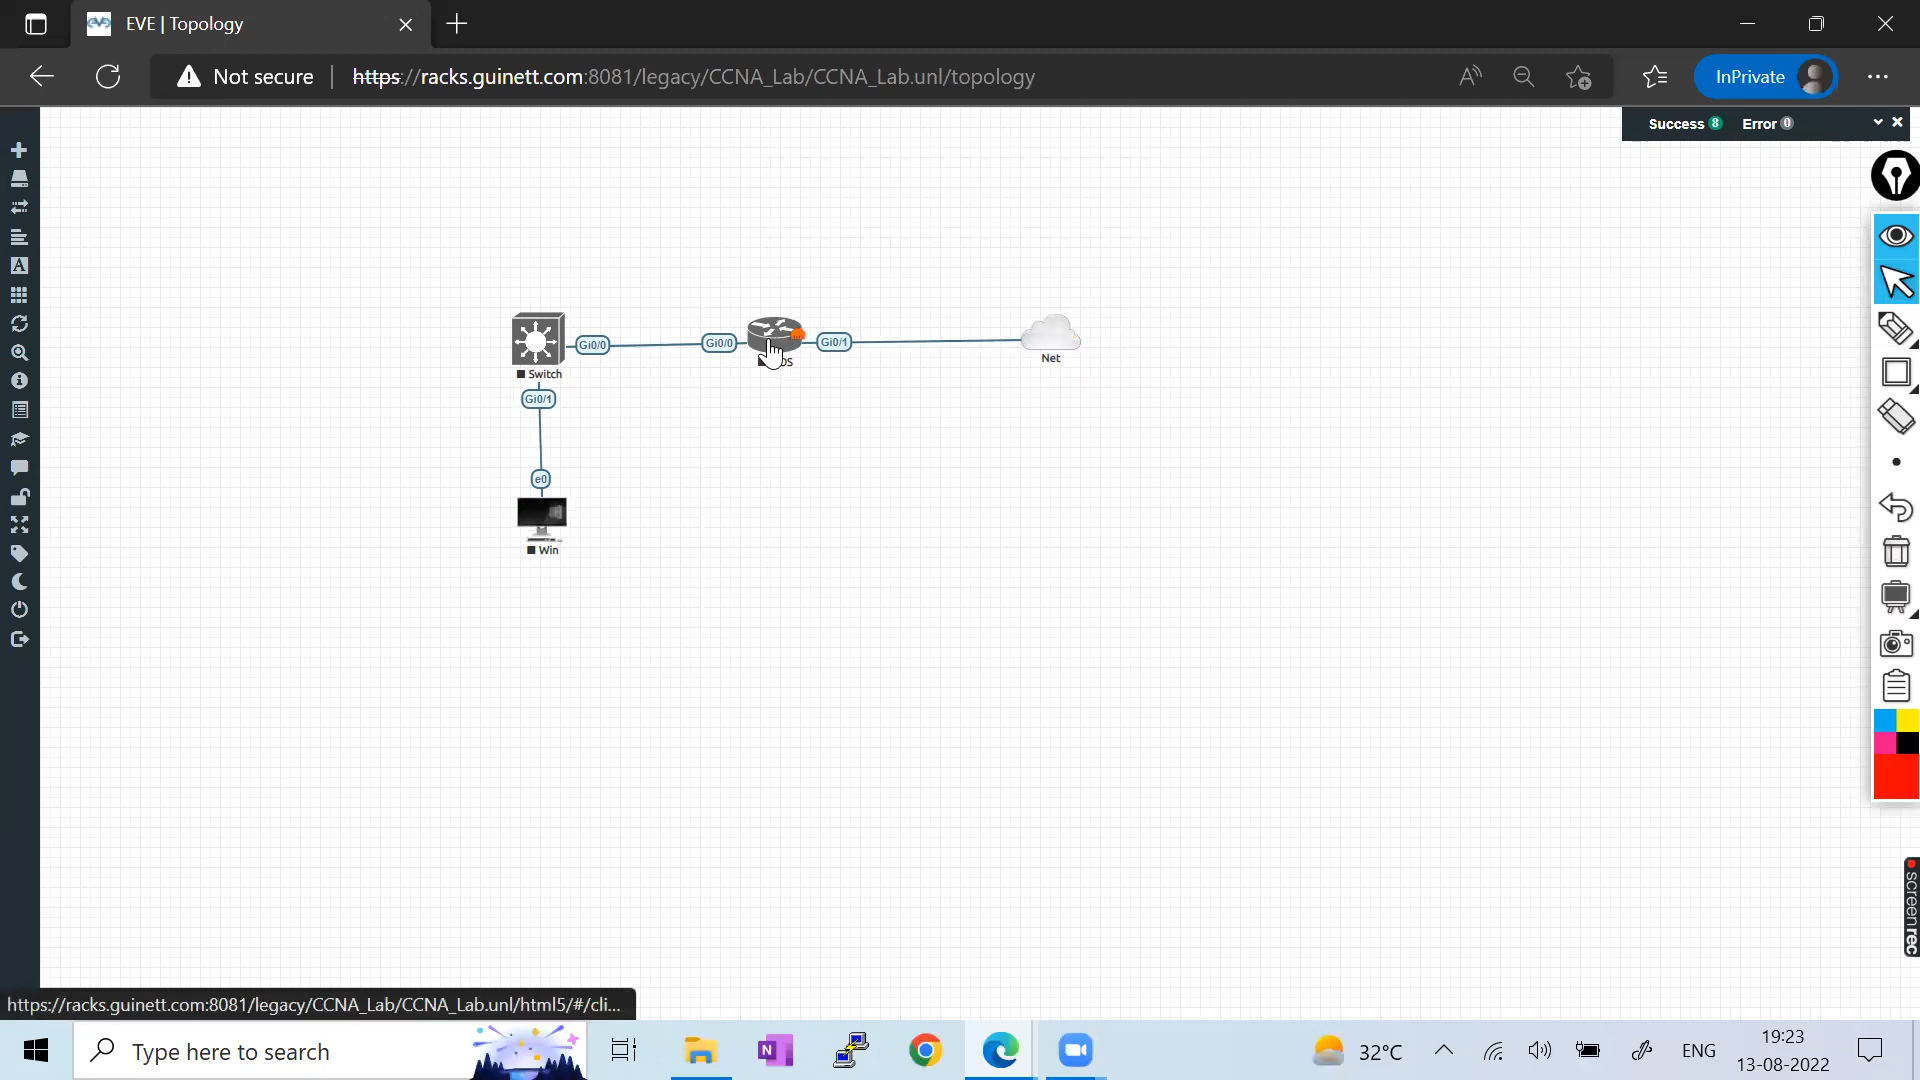 EVE | Topology
Not secure
https://racks.guinett.com:8081/legacy/CCNA_Lab/CCNA_Lab.unl/topology
InPrivate
Success 8 Error 0
Gi0/0
Gi0/0
Gi0/1
Switch
Net
Gi0/1
e0
Win
screenrec
https://racks.guinett.com:8081/legacy/CCNA_Lab/CCNA_Lab.unl/html5/#/cli...
Type here to search
32°C
ENG
19:23
13-08-2022